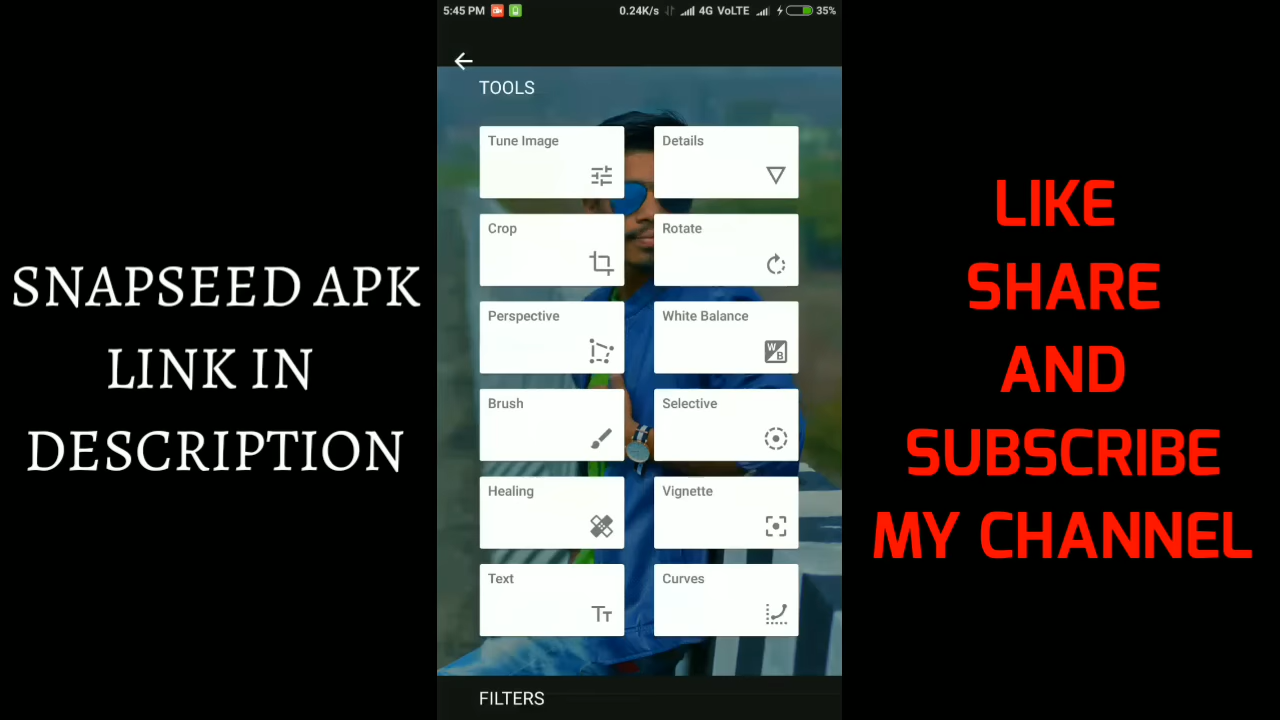 SNAPSEED APK
LINK IN
DESCRIPTION
5:45 PM 0.24K/s 4G VoLTE 35%
TOOLS
Tune Image
Details
Crop
Rotate
Perspective
White Balance
W
B
Brush
Selective
Healing
Vignette
Text
TT
Curves
FILTERS
LIKE
SHARE
AND
SUBSCRIBE
MY CHANNEL